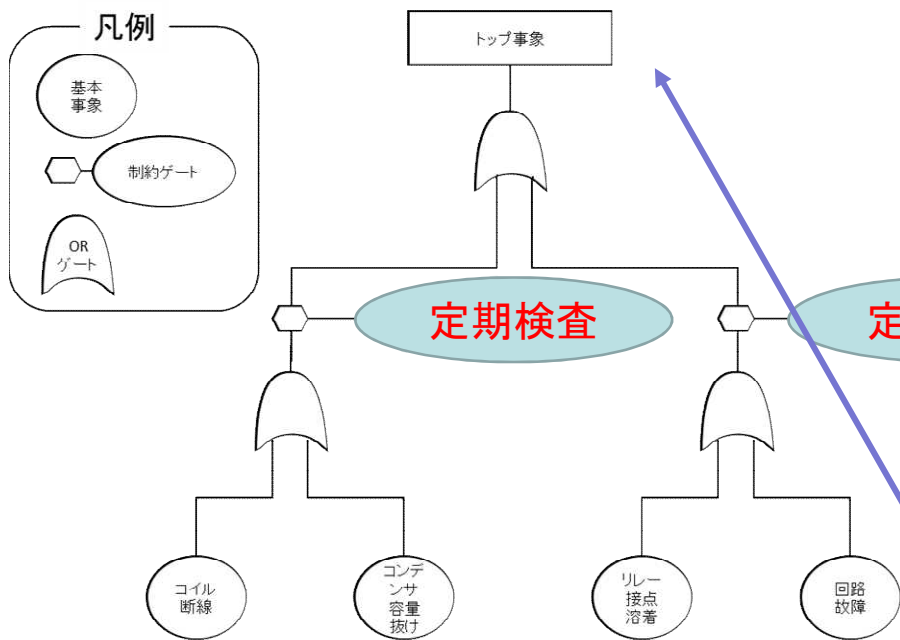 凡例
基本
事象
制約ゲート
OR
ゲート
トップ事象
定期検査
定
コイル
断線
コンデ
ンサ
容量
抜け
リレー
接点
溶着
回路
故障